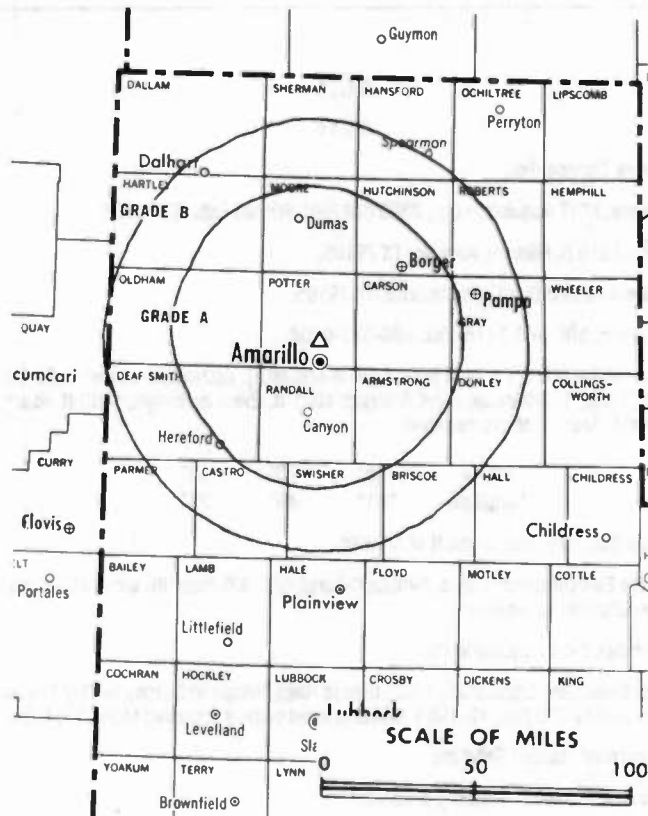 Guymon
DALLAM SHERMAN HANSFORD OCHILTREE LIPSCOMB
Perryton
Spearman
Dalhart
HARTLEY MOORE HUTCHINSON ROBERTS HEMPHILL
GRADE B
Dumas
Borger
OLDHAM POTTER CARSON WHEELER
Pampa
GRADE A GRAY
QUAY
Amarillo
cumcari DEAF SMITH RANDALL ARMSTRONG DONLEY COLLINGS-
WORTH
Canyon
Hereford
CURRY PARMER CASTRO SWISHER BRISCOE HALL CHILDRESS
Clovis
Childress
BAILEY LAMB HALE FLOYD MOTLEY COTTLE
Portales
Plainview
Littlefield
COCHRAN HOCKLEY LUBBOCK CROSBY DICKENS KING
Levelland
SCALE OF MILES
YOAKUM TERRY LYNN 0 50 100
Brownfield